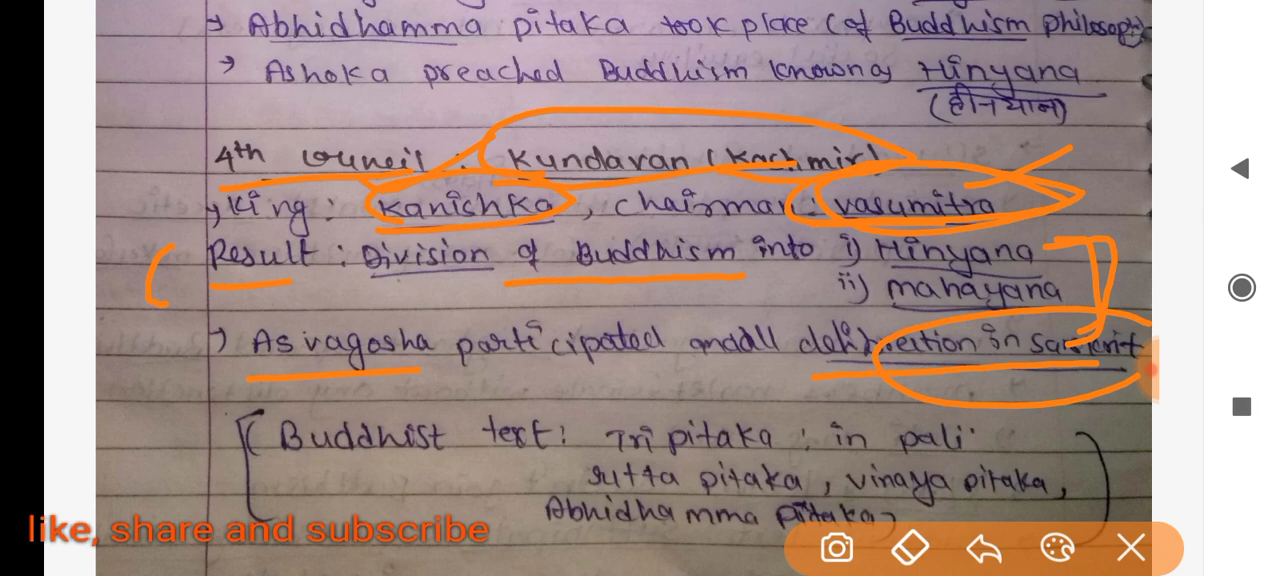 → Abhidhamma pitaka took place (of Buddhism philosophy
→ Ashoka preached Buddhism known as Hinyana
(हीनयान)
4th council : Kundavan (Kashmir)
→ King : Kanishka , chairman : vasumitra
Result : Division of Buddhism into i) Hinyana
ii) mahayana
→ Asvagosha participated and all deliberation in sanskrit
[ Buddhist text : Tripitaka : in pali
sutta pitaka , vinaya pitaka ,
Abhidhamma pitaka
like, share and subscribe